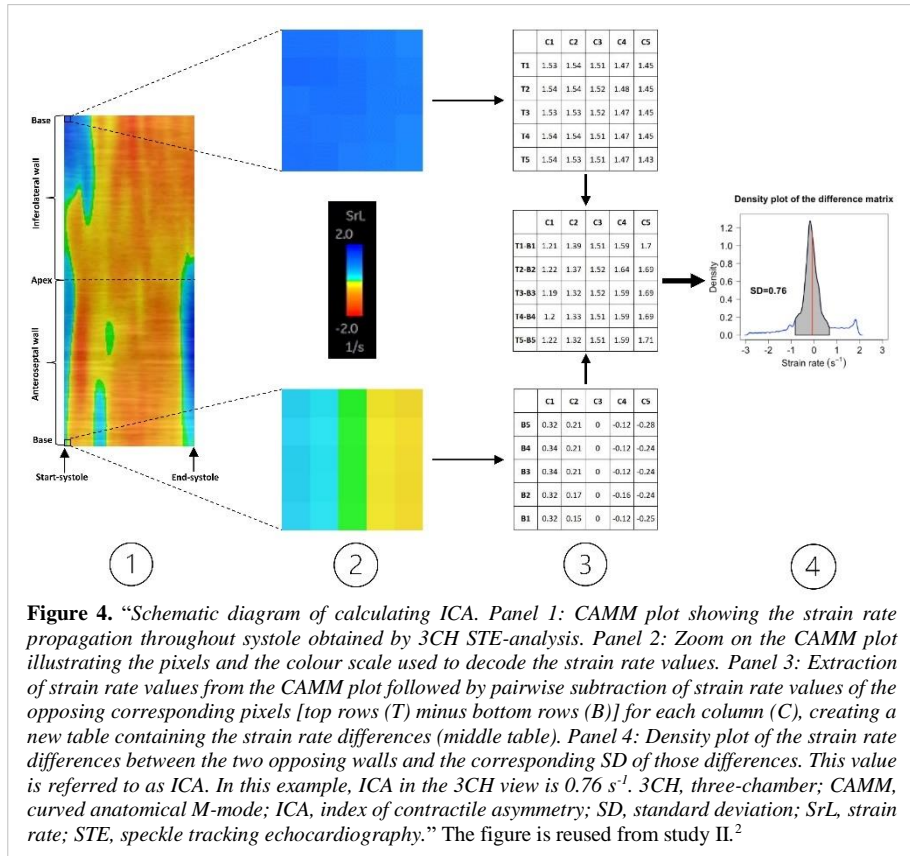 C1 C2 C3 C4 C5
T1 1.53 1.54 1.51 1.47 1.45
T2 1.54 1.54 1.52 1.48 1.45
T3 1.53 1.53 1.52 1.47 1.45
T4 1.54 1.54 1.51 1.47 1.45
T5 1.54 1.53 1.51 1.47 1.43
Base
Inferolateral wall
Apex
Anteroseptal wall
Base
Start-systole
End-systole
SrL
2.0
-2.0
1/s
C1 C2 C3 C4 C5
T1-B1 1.21 1.39 1.51 1.59 1.7
T2-B2 1.22 1.37 1.52 1.64 1.69
T3-B3 1.19 1.32 1.52 1.59 1.69
T4-B4 1.2 1.33 1.51 1.59 1.69
T5-B5 1.22 1.32 1.51 1.59 1.71
C1 C2 C3 C4 C5
B5 0.32 0.21 0 -0.12 -0.28
B4 0.34 0.21 0 -0.12 -0.24
B3 0.34 0.21 0 -0.12 -0.24
B2 0.32 0.17 0 -0.16 -0.24
B1 0.32 0.15 0 -0.12 -0.25
Density plot of the difference matrix
1.2
1.0
0.8
0.6
0.4
0.2
0.0
Density
SD=0.76
-3 -2 -1 0 1 2 3
Strain rate (s⁻¹)
1 2 3 4
Figure 4. “Schematic diagram of calculating ICA. Panel 1: CAMM plot showing the strain rate
propagation throughout systole obtained by 3CH STE-analysis. Panel 2: Zoom on the CAMM plot
illustrating the pixels and the colour scale used to decode the strain rate values. Panel 3: Extraction
of strain rate values from the CAMM plot followed by pairwise subtraction of strain rate values of the
opposing corresponding pixels [top rows (T) minus bottom rows (B)] for each column (C), creating a
new table containing the strain rate differences (middle table). Panel 4: Density plot of the strain rate
differences between the two opposing walls and the corresponding SD of those differences. This value
is referred to as ICA. In this example, ICA in the 3CH view is 0.76 s⁻¹. 3CH, three-chamber; CAMM,
curved anatomical M-mode; ICA, index of contractile asymmetry; SD, standard deviation; SrL, strain
rate; STE, speckle tracking echocardiography.” The figure is reused from study II.²